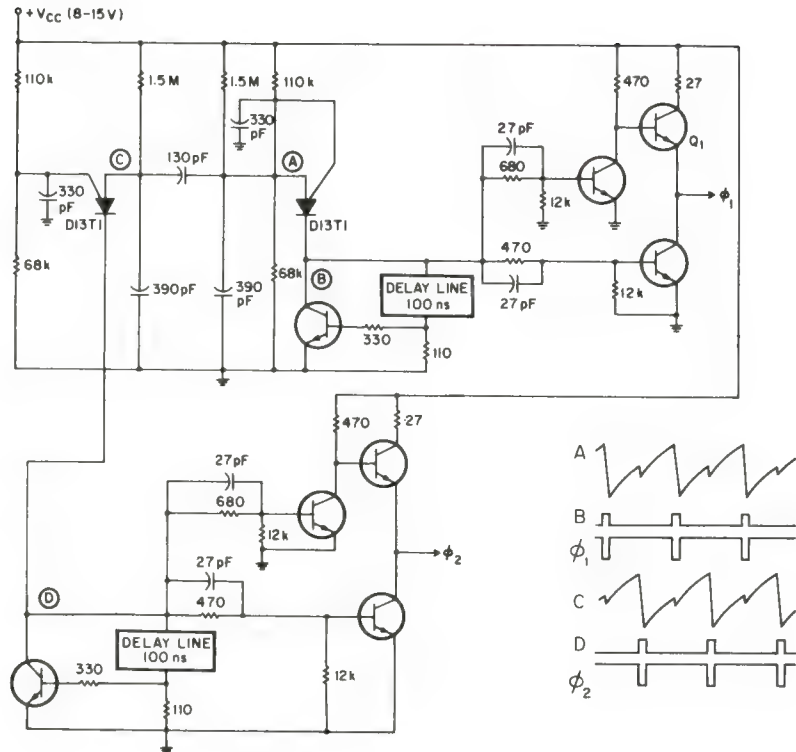 +VCC (8-15V)
110k
1.5M
1.5M
110k
470
27
330
pF
27pF
C
130pF
A
680
Q1
330
pF
D13T1
D13T1
12k
ϕ1
68k
68k
470
390pF
390
pF
B
DELAY LINE
100 ns
27pF
12k
330
110
470
27
27pF
680
12k
ϕ2
27pF
D
470
DELAY LINE
100 ns
330
12k
110
A
B
ϕ1
C
D
ϕ2